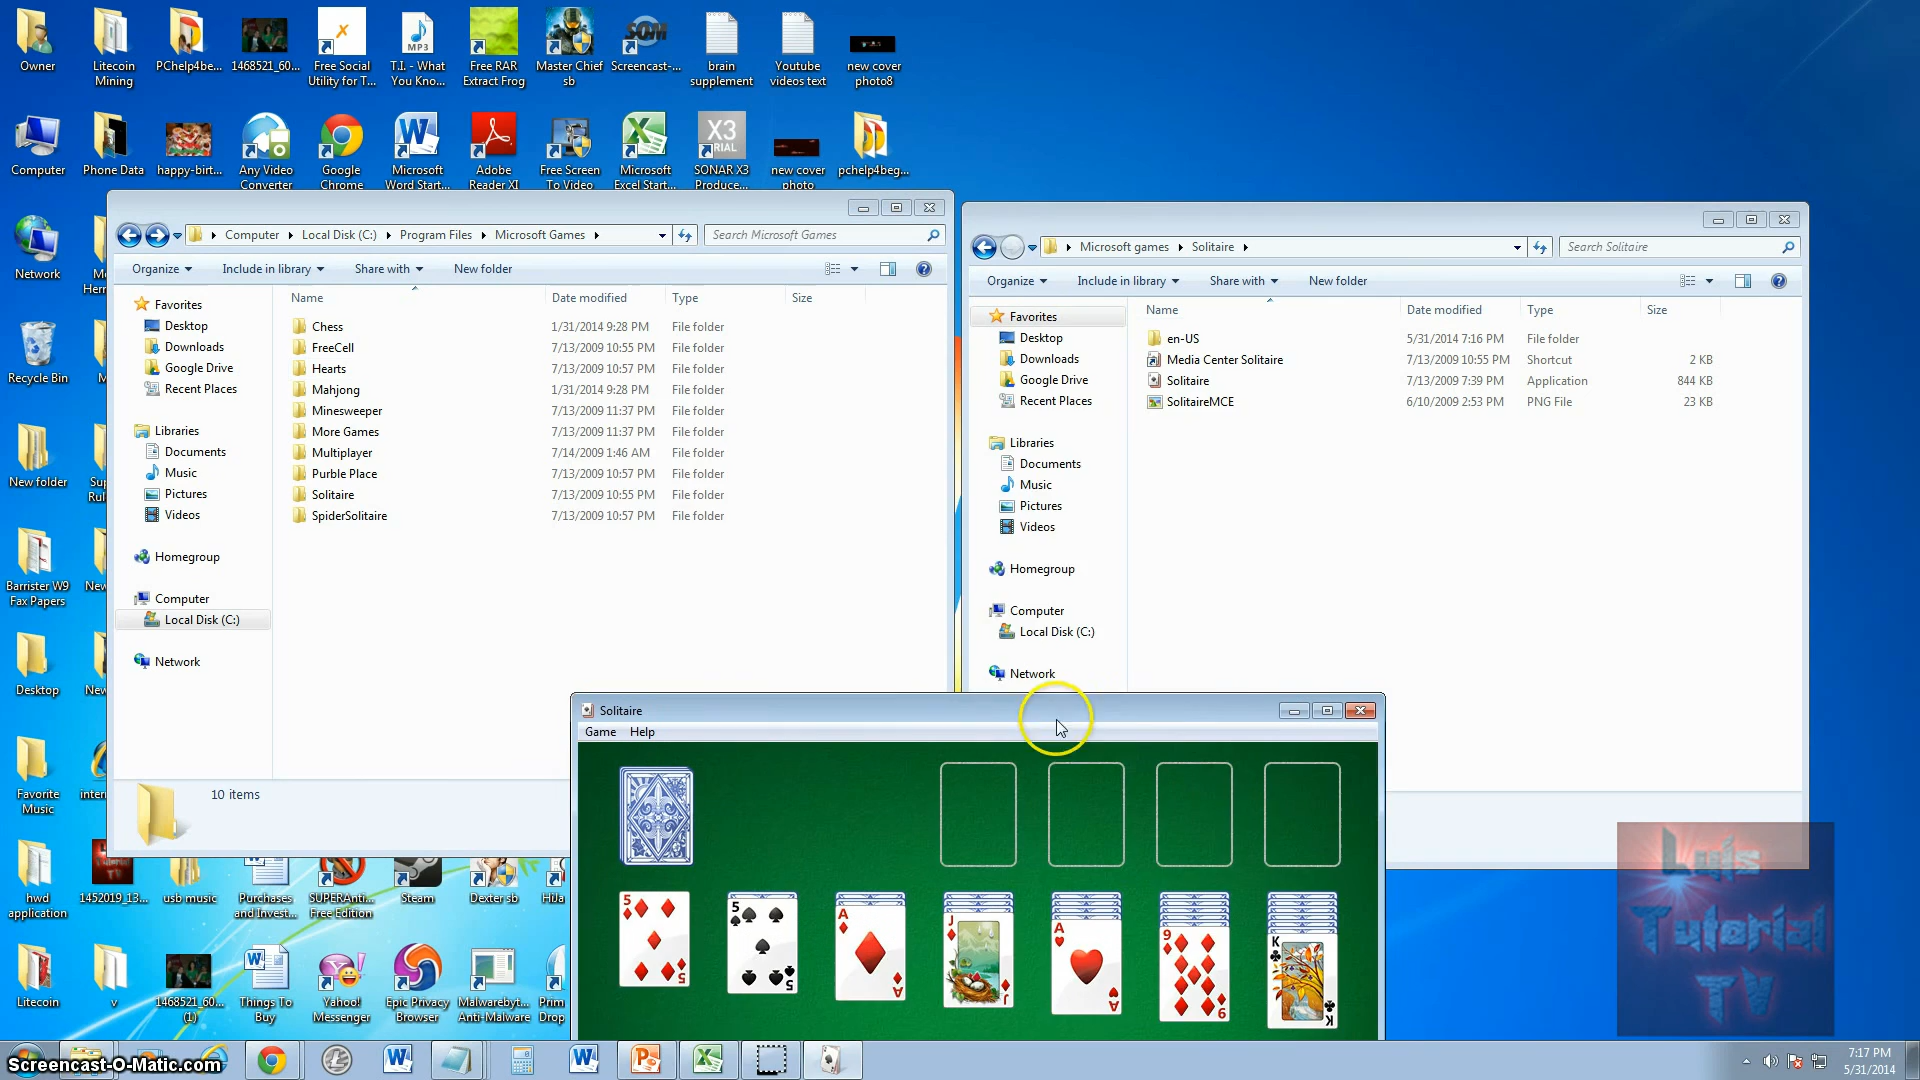 Owner
Litecoin
Mining
PChelp4be...
1468521_60...
Free Social
Utility for T...
MP3
T.I. - What
You Kno...
Free RAR
Extract Frog
Master Chief
sb
SOM
Screencast-...
brain
supplement
Youtube
videos text
new cover
photo8
Computer
Phone Data
happy-birt...
Any Video
Converter
Google
Chrome
Microsoft
Word Start...
Adobe
Reader XI
Free Screen
To Video
Microsoft
Excel Start...
X3
SONAR X3
Produce...
new cover
photo
pchelp4beg...
Network
Recycle Bin
New folder
Barrister W9
Fax Papers
Desktop
Favorite
Music
hwd
application
Litecoin
Computer Local Disk (C:) Program Files Microsoft Games
Search Microsoft Games
Organize Include in library Share with New folder
Favorites
Desktop
Downloads
Google Drive
Recent Places
Libraries
Documents
Music
Pictures
Videos
Homegroup
Computer
Local Disk (C:)
Network
Name Date modified Type Size
Chess 1/31/2014 9:28 PM File folder
FreeCell 7/13/2009 10:55 PM File folder
Hearts 7/13/2009 10:57 PM File folder
Mahjong 1/31/2014 9:28 PM File folder
Minesweeper 7/13/2009 11:37 PM File folder
More Games 7/13/2009 11:37 PM File folder
Multiplayer 7/14/2009 1:46 AM File folder
Purble Place 7/13/2009 10:57 PM File folder
Solitaire 7/13/2009 10:55 PM File folder
SpiderSolitaire 7/13/2009 10:57 PM File folder
10 items
Microsoft games Solitaire
Search Solitaire
Organize Include in library Share with New folder
Favorites
Desktop
Downloads
Google Drive
Recent Places
Libraries
Documents
Music
Pictures
Videos
Homegroup
Computer
Local Disk (C:)
Network
Name Date modified Type Size
en-US 5/31/2014 7:16 PM File folder
Media Center Solitaire 7/13/2009 10:55 PM Shortcut 2 KB
Solitaire 7/13/2009 7:39 PM Application 844 KB
SolitaireMCE 6/10/2009 2:53 PM PNG File 23 KB
Solitaire
Game Help
5 5 A J A 9 K
5 5 A J A 9 K
1452019_13...
usb music
Purchases
and Invest...
SUPERAnti...
Free Edition
Steam
Dexter sb
HiJa
v
1468521_60...
(1)
Things To
Buy
Yahoo!
Messenger
Epic Privacy
Browser
Malwarebyt...
Anti-Malware
Prim
Drop
Luis
Tutorial
TV
Screencast-O-Matic.com
7:17 PM
5/31/2014